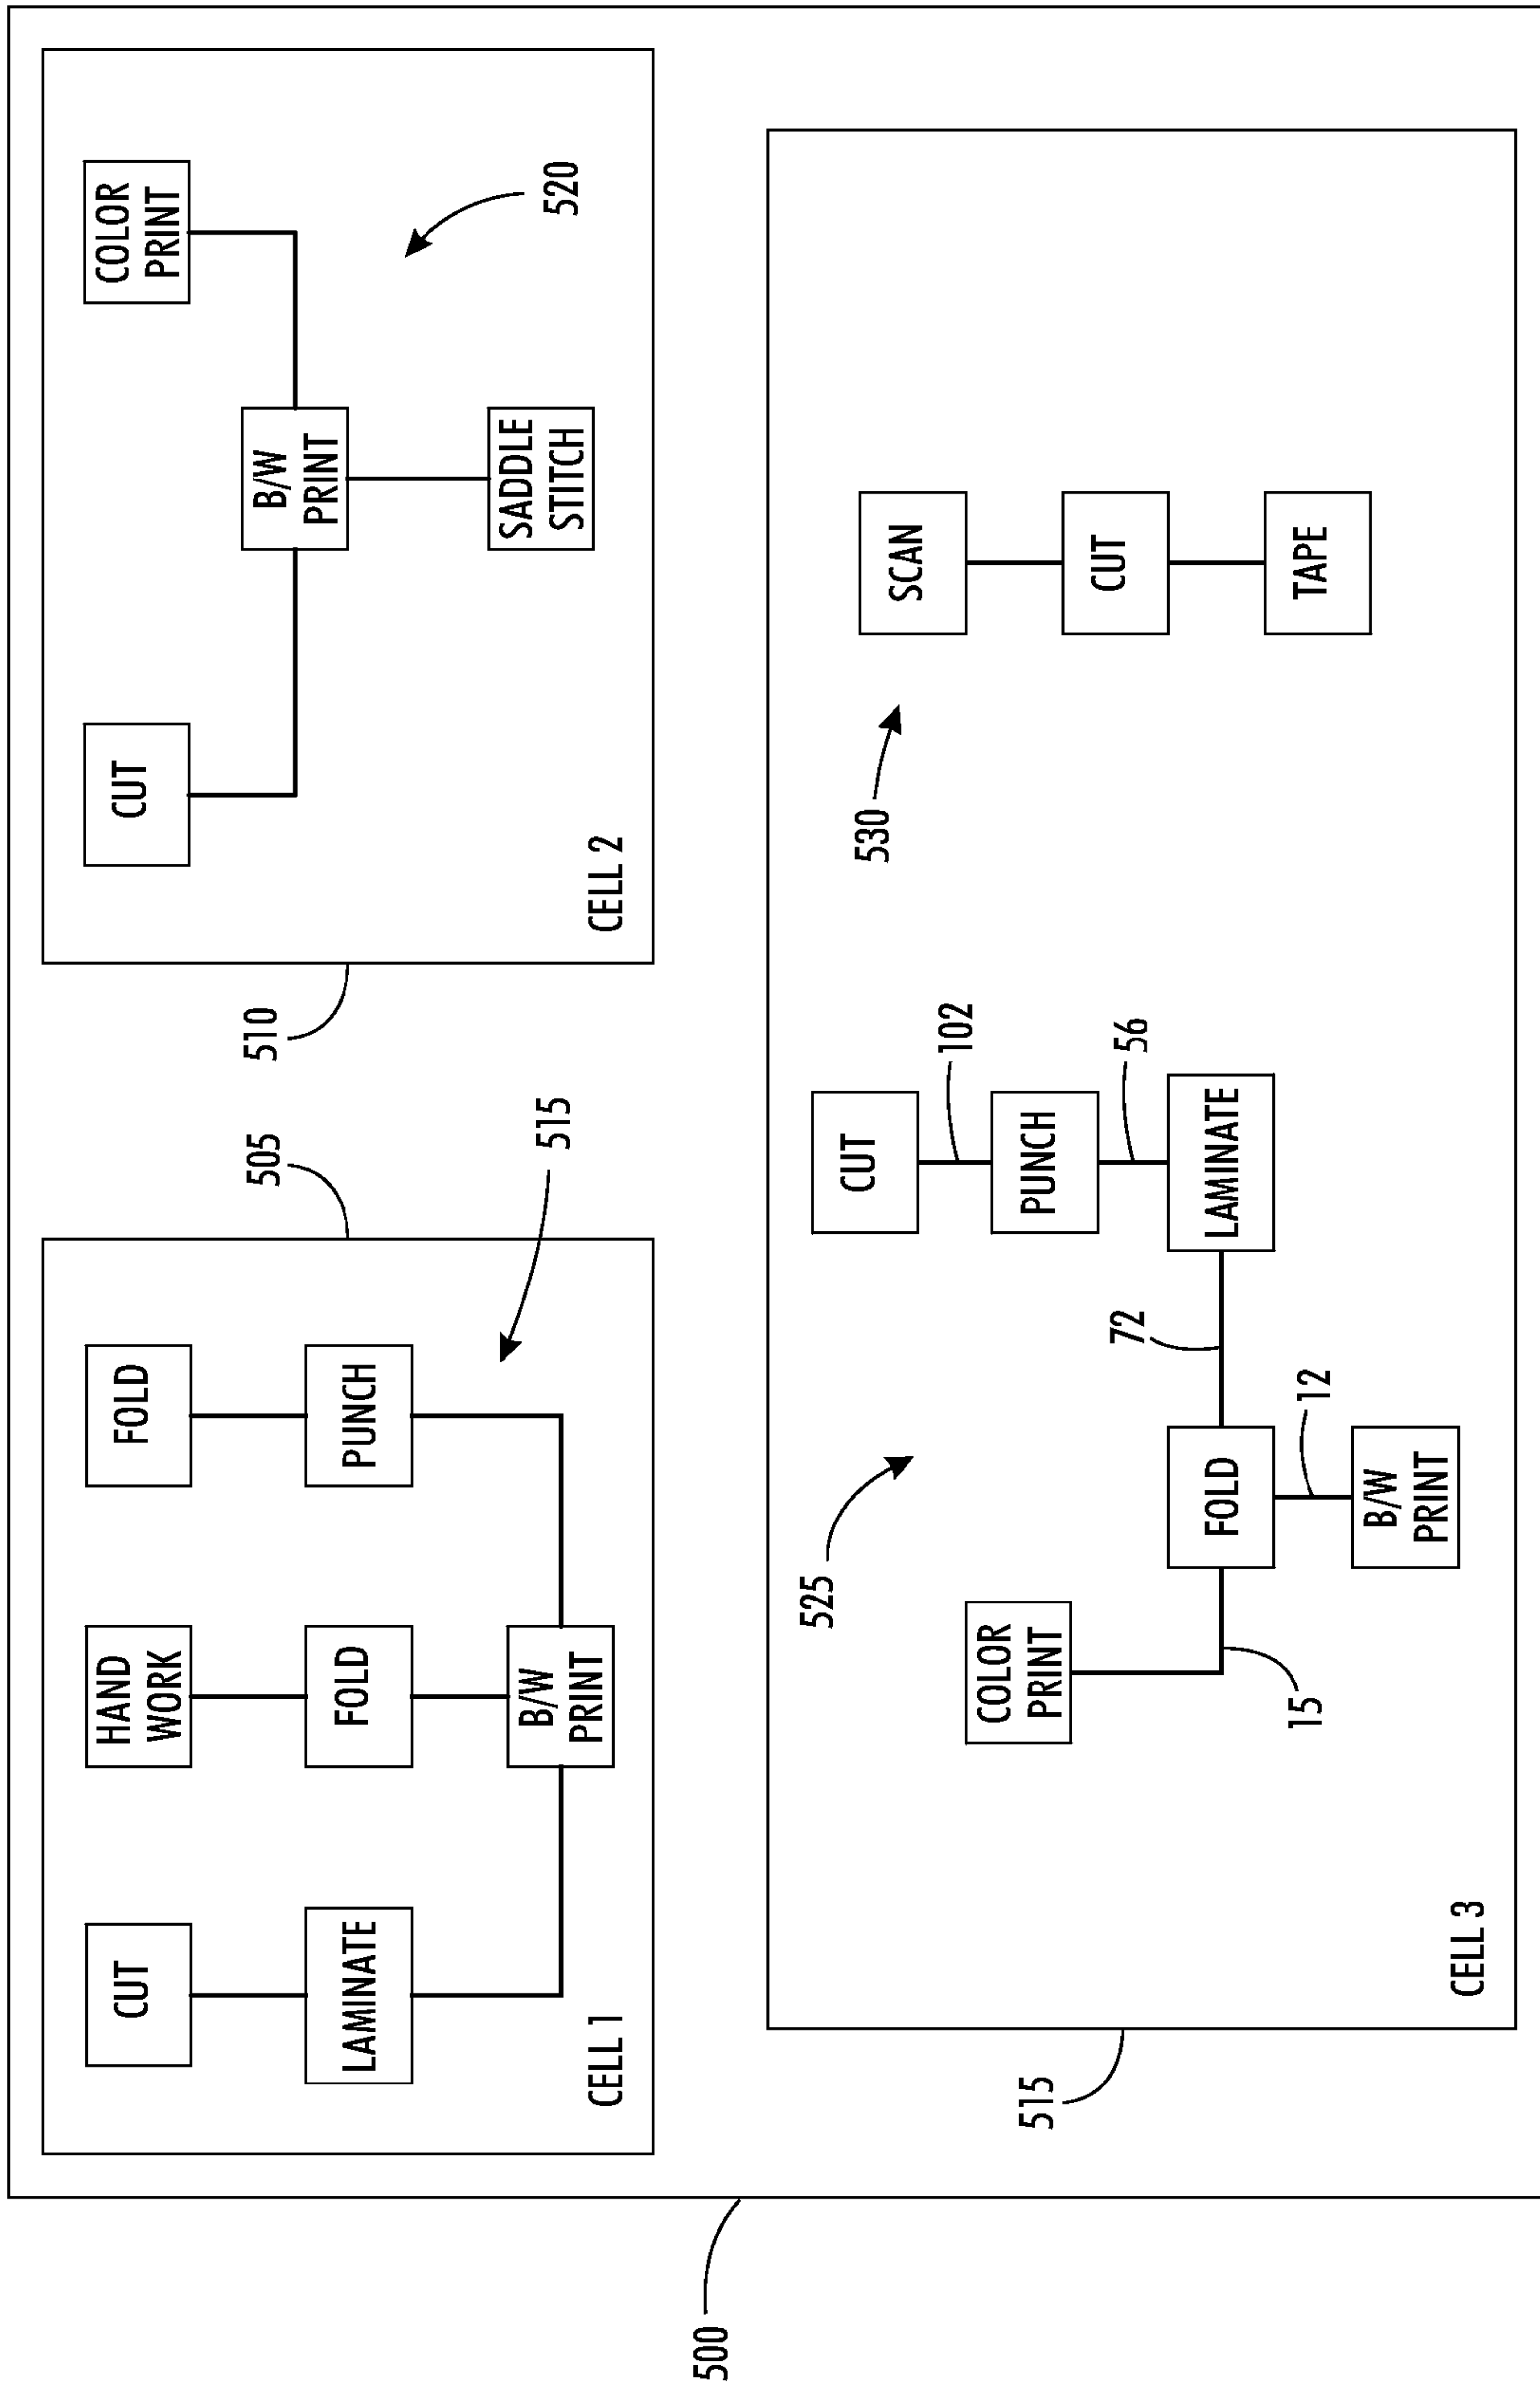 CUT
HAND
WORK
FOLD
LAMINATE
FOLD
PUNCH
B/W
PRINT
CELL 1
505
515
510
CUT
COLOR
PRINT
B/W
PRINT
SADDLE
STITCH
520
CELL 2
500
515
525
COLOR
PRINT
15
FOLD
12
B/W
PRINT
72
CUT
102
PUNCH
56
LAMINATE
530
SCAN
CUT
TAPE
CELL 3